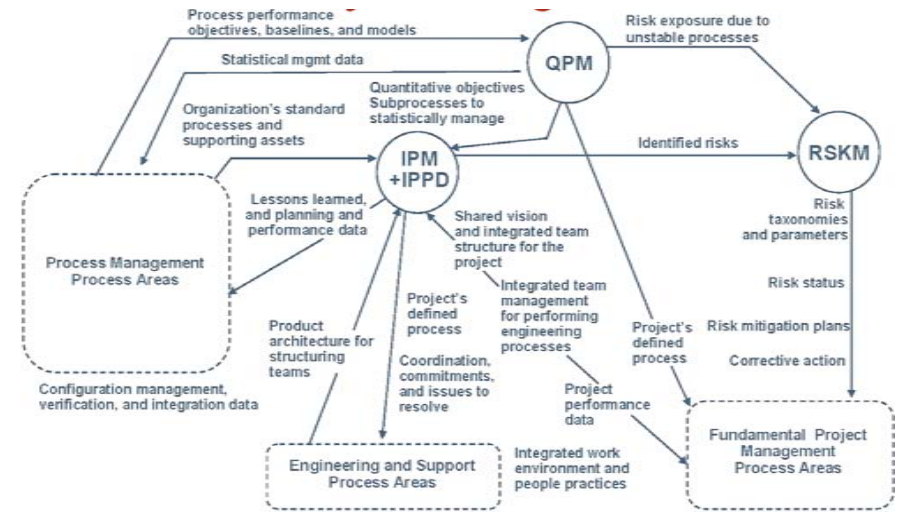 Process performance
objectives, baselines, and models
Risk exposure due to
unstable processes
QPM
Statistical mgmt data
Quantitative objectives
Subprocesses to
statistically manage
Organization's standard
processes and
supporting assets
IPM
+IPPD
Identified risks
RSKM
Lessons learned,
and planning and
performance data
Shared vision
and integrated team
structure for the
project
Risk
taxonomies
and parameters
Process Management
Process Areas
Risk status
Integrated team
management
for performing
engineering
processes
Project's
defined
process
Product
architecture for
structuring
teams
Project's
defined
process
Risk mitigation plans
Corrective action
Coordination,
commitments,
and issues to
resolve
Configuration management,
verification, and integration data
Project
performance
data
Fundamental Project
Management
Process Areas
Engineering and Support
Process Areas
Integrated work
environment and
people practices